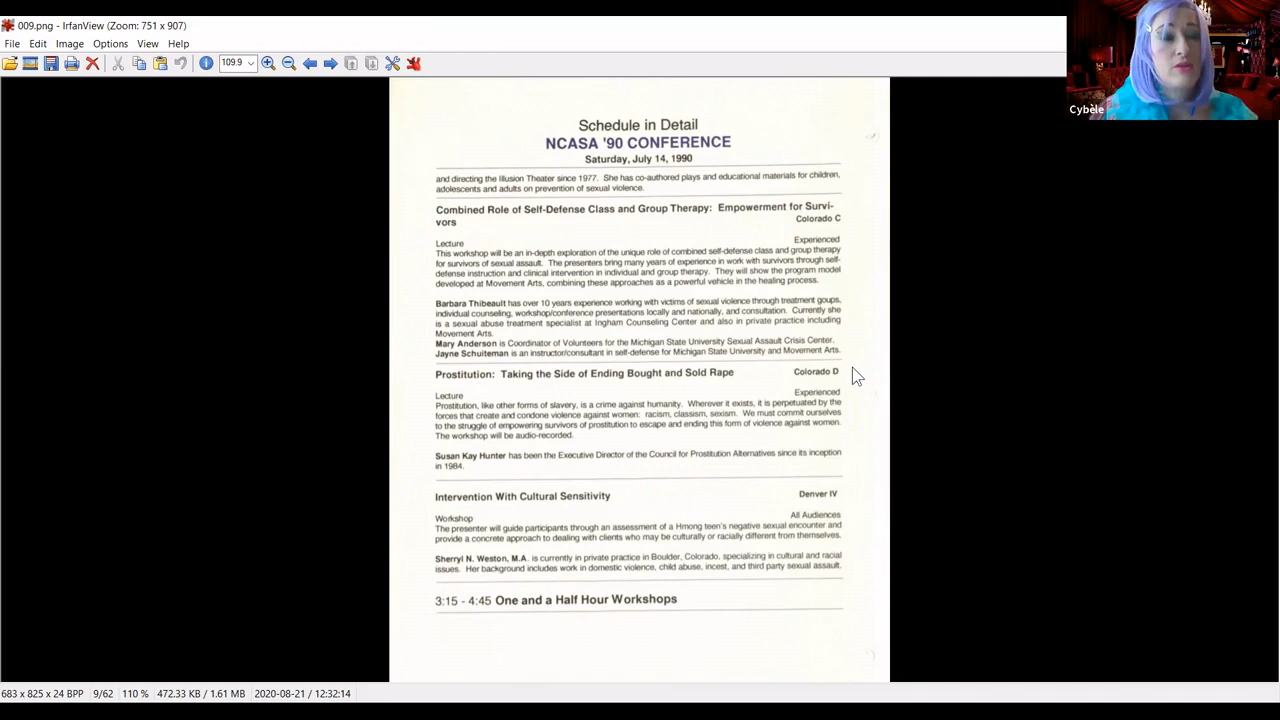 009.png - IrfanView (Zoom: 751 x 907)
File Edit Image Options View Help
109.9
Cybèle
Schedule in Detail
NCASA '90 CONFERENCE
Saturday, July 14, 1990
and directing the Illusion Theater since 1977. She has co-authored plays and educational materials for children,
adolescents and adults on prevention of sexual violence.
Combined Role of Self-Defense Class and Group Therapy: Empowerment for Survi-
vors Colorado C
Lecture Experienced
This workshop will be an in-depth exploration of the unique role of combined self-defense class and group therapy
for survivors of sexual assault. The presenters bring many years of experience in work with survivors through self-
defense instruction and clinical intervention in individual and group therapy. They will show the program model
developed at Movement Arts, combining these approaches as a powerful vehicle in the healing process.
Barbara Thibeault has over 10 years experience working with victims of sexual violence through treatment goups,
individual counseling, workshop/conference presentations locally and nationally, and consultation. Currently she
is a sexual abuse treatment specialist at Ingham Counseling Center and also in private practice including
Movement Arts.
Mary Anderson is Coordinator of Volunteers for the Michigan State University Sexual Assault Crisis Center.
Jayne Schuiteman is an instructor/consultant in self-defense for Michigan State University and Movement Arts.
Prostitution: Taking the Side of Ending Bought and Sold Rape Colorado D
Lecture Experienced
Prostitution, like other forms of slavery, is a crime against humanity. Wherever it exists, it is perpetuated by the
forces that create and condone violence against women: racism, classism, sexism. We must commit ourselves
to the struggle of empowering survivors of prostitution to escape and ending this form of violence against women.
The workshop will be audio-recorded.
Susan Kay Hunter has been the Executive Director of the Council for Prostitution Alternatives since its inception
in 1984.
Intervention With Cultural Sensitivity Denver IV
Workshop All Audiences
The presenter will guide participants through an assessment of a Hmong teen's negative sexual encounter and
provide a concrete approach to dealing with clients who may be culturally or racially different from themselves.
Sherryl N. Weston, M.A. is currently in private practice in Boulder, Colorado, specializing in cultural and racial
issues. Her background includes work in domestic violence, child abuse, incest, and third party sexual assault.
3:15 - 4:45 One and a Half Hour Workshops
683 x 825 x 24 BPP 9/62 110 % 472.33 KB / 1.61 MB 2020-08-21 / 12:32:14